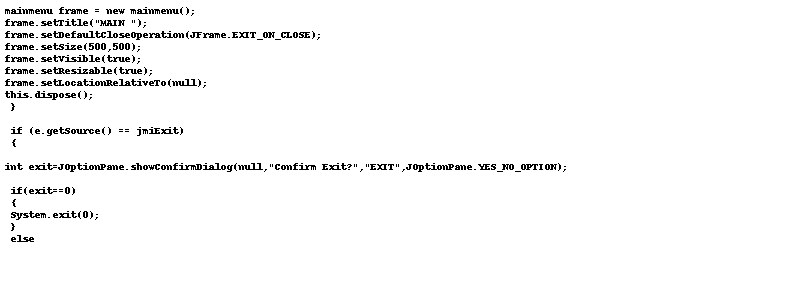 mainmenu frame = new mainmenu();
frame.setTitle("MAIN ");
frame.setDefaultCloseOperation(JFrame.EXIT_ON_CLOSE);
frame.setSize(500,500);
frame.setVisible(true);
frame.setResizable(true);
frame.setLocationRelativeTo(null);
this.dispose();
}
if (e.getSource() == jmiExit)
{
int exit=JOptionPane.showConfirmDialog(null,"Confirm Exit?","EXIT",JOptionPane.YES_NO_OPTION);
if(exit==0)
{
System.exit(0);
}
else